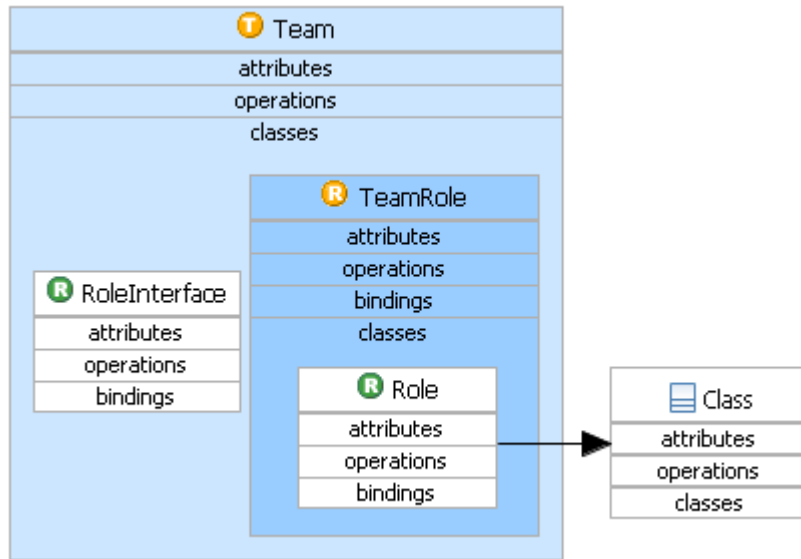 T Team
attributes
operations
classes
R TeamRole
attributes
operations
bindings
classes
R RoleInterface
attributes
operations
bindings
R Role
attributes
operations
bindings
Class
attributes
operations
classes